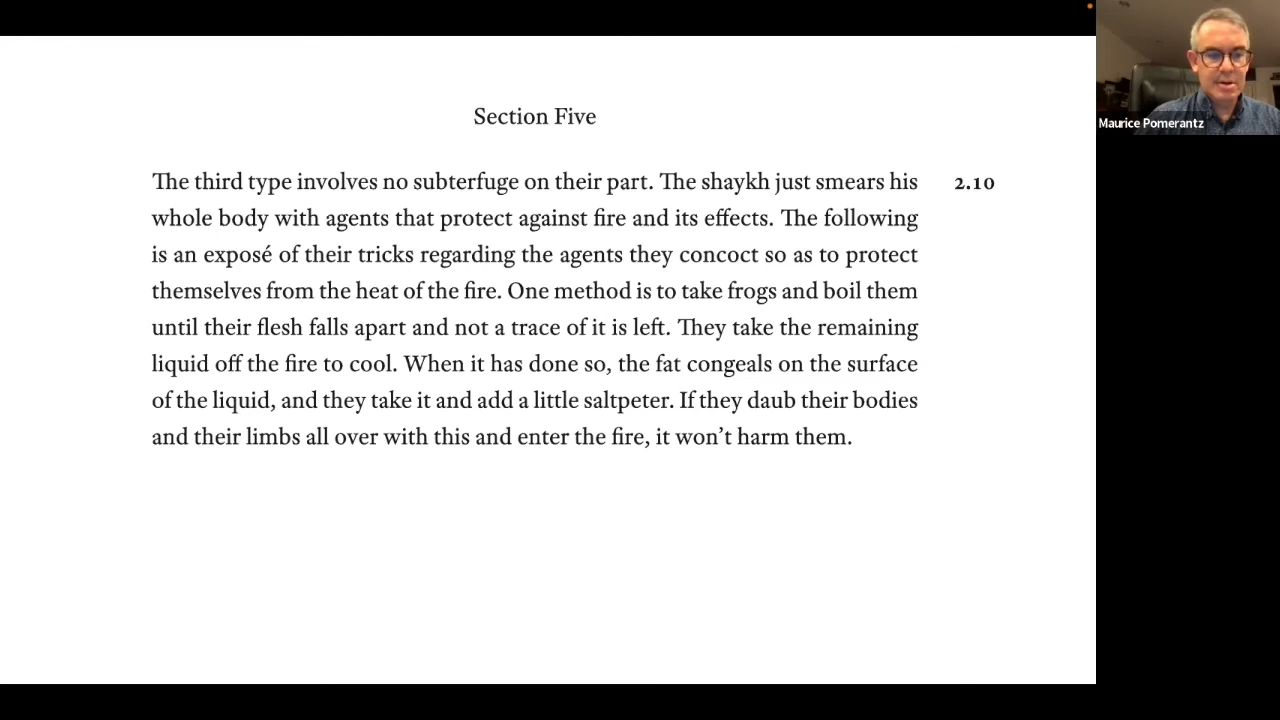 Section Five
The third type involves no subterfuge on their part. The shaykh just smears his 2.10
whole body with agents that protect against fire and its effects. The following
is an exposé of their tricks regarding the agents they concoct so as to protect
themselves from the heat of the fire. One method is to take frogs and boil them
until their flesh falls apart and not a trace of it is left. They take the remaining
liquid off the fire to cool. When it has done so, the fat congeals on the surface
of the liquid, and they take it and add a little saltpeter. If they daub their bodies
and their limbs all over with this and enter the fire, it won’t harm them.
Maurice Pomerantz